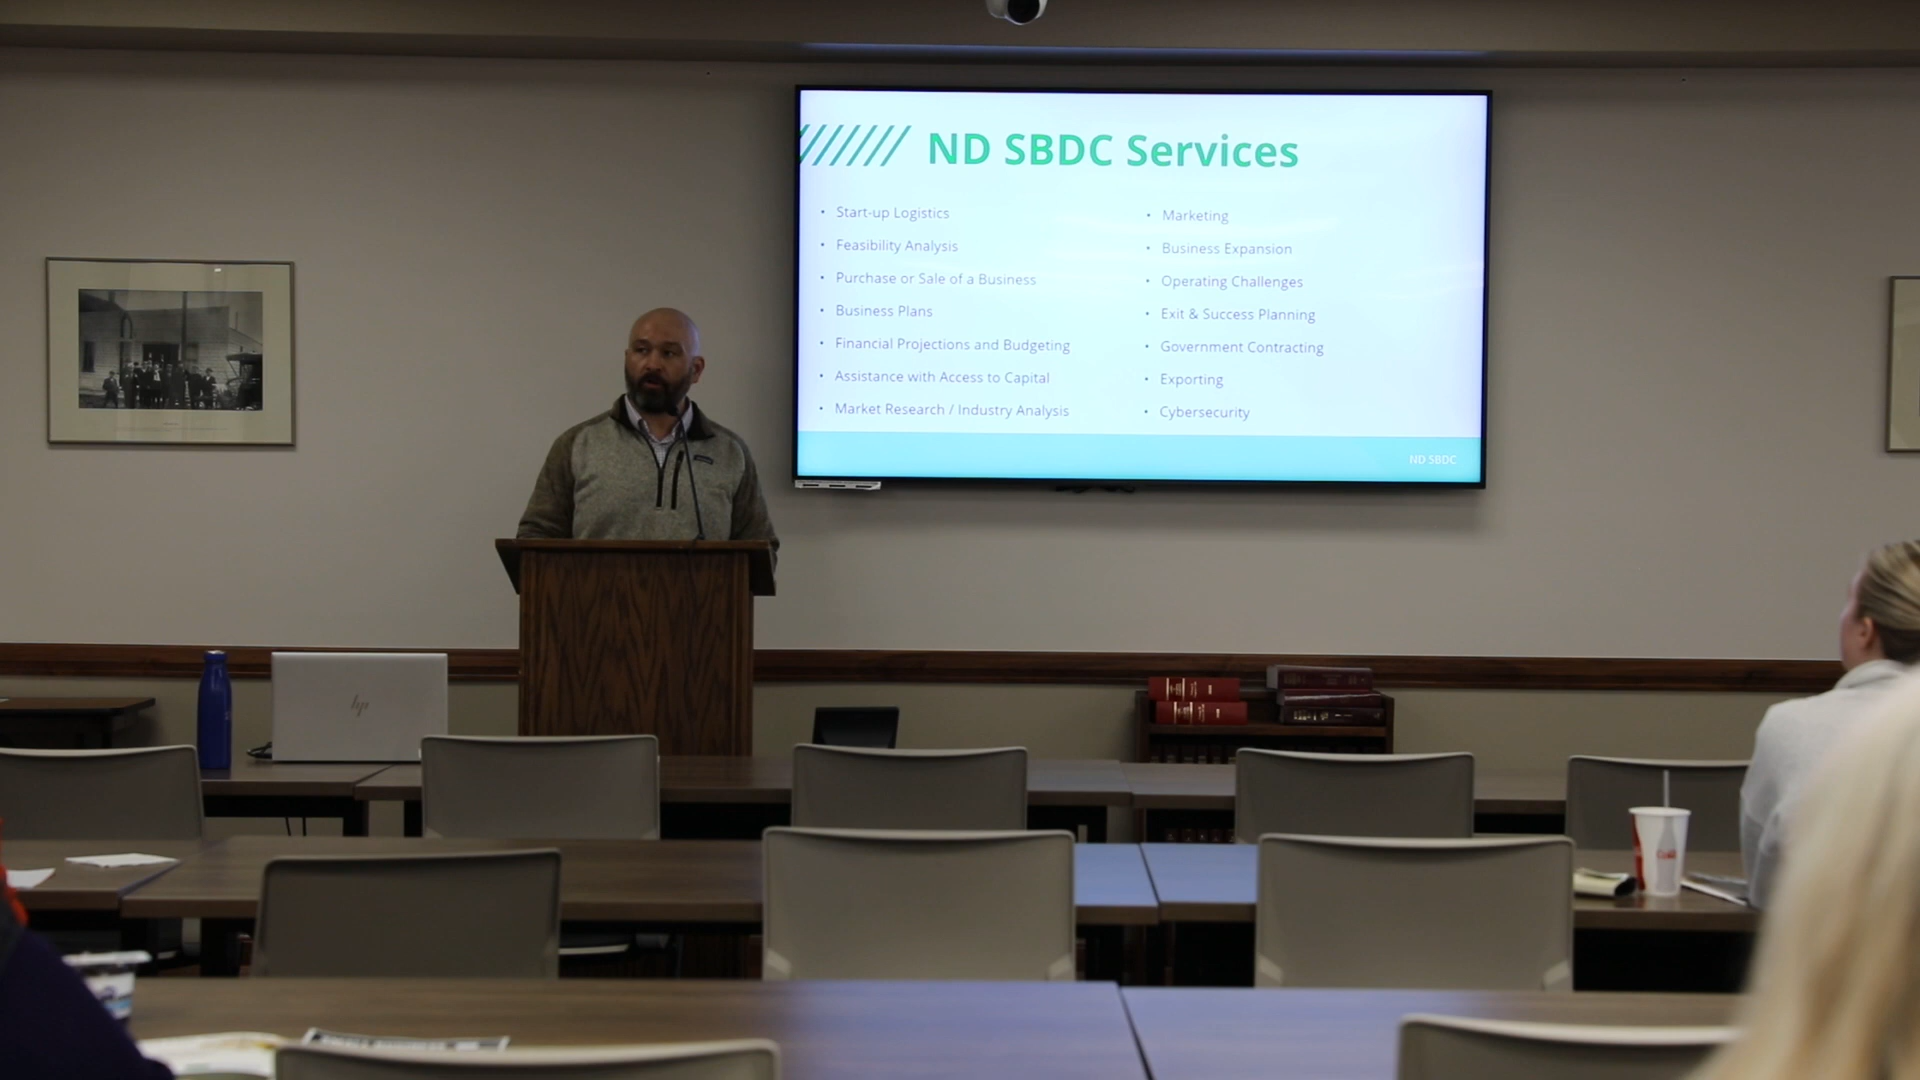 ND SBDC Services
• Start-up Logistics
• Feasibility Analysis
• Purchase or Sale of a Business
• Business Plans
• Financial Projections and Budgeting
• Assistance with Access to Capital
• Market Research / Industry Analysis
• Marketing
• Business Expansion
• Operating Challenges
• Exit & Success Planning
• Government Contracting
• Exporting
• Cybersecurity
ND SBDC
hp
Coke